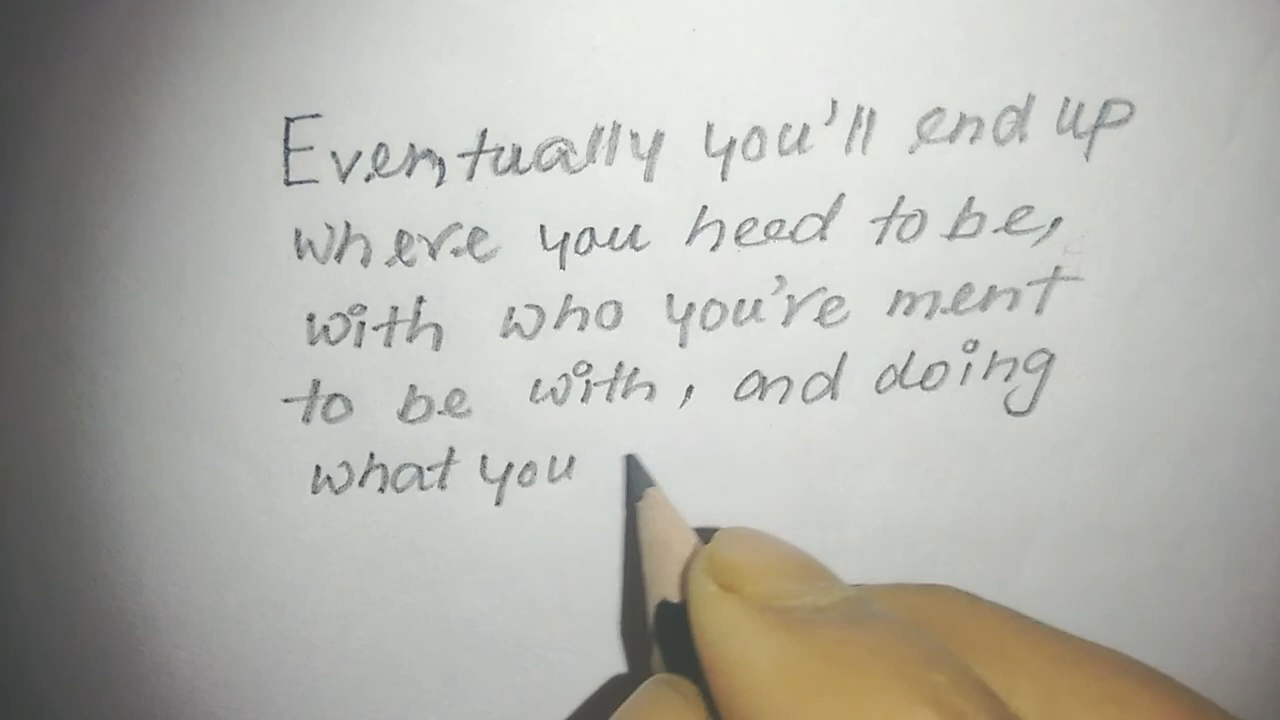 Eventually you'll end up
where you need to be,
with who you're ment
to be with, and doing
what you